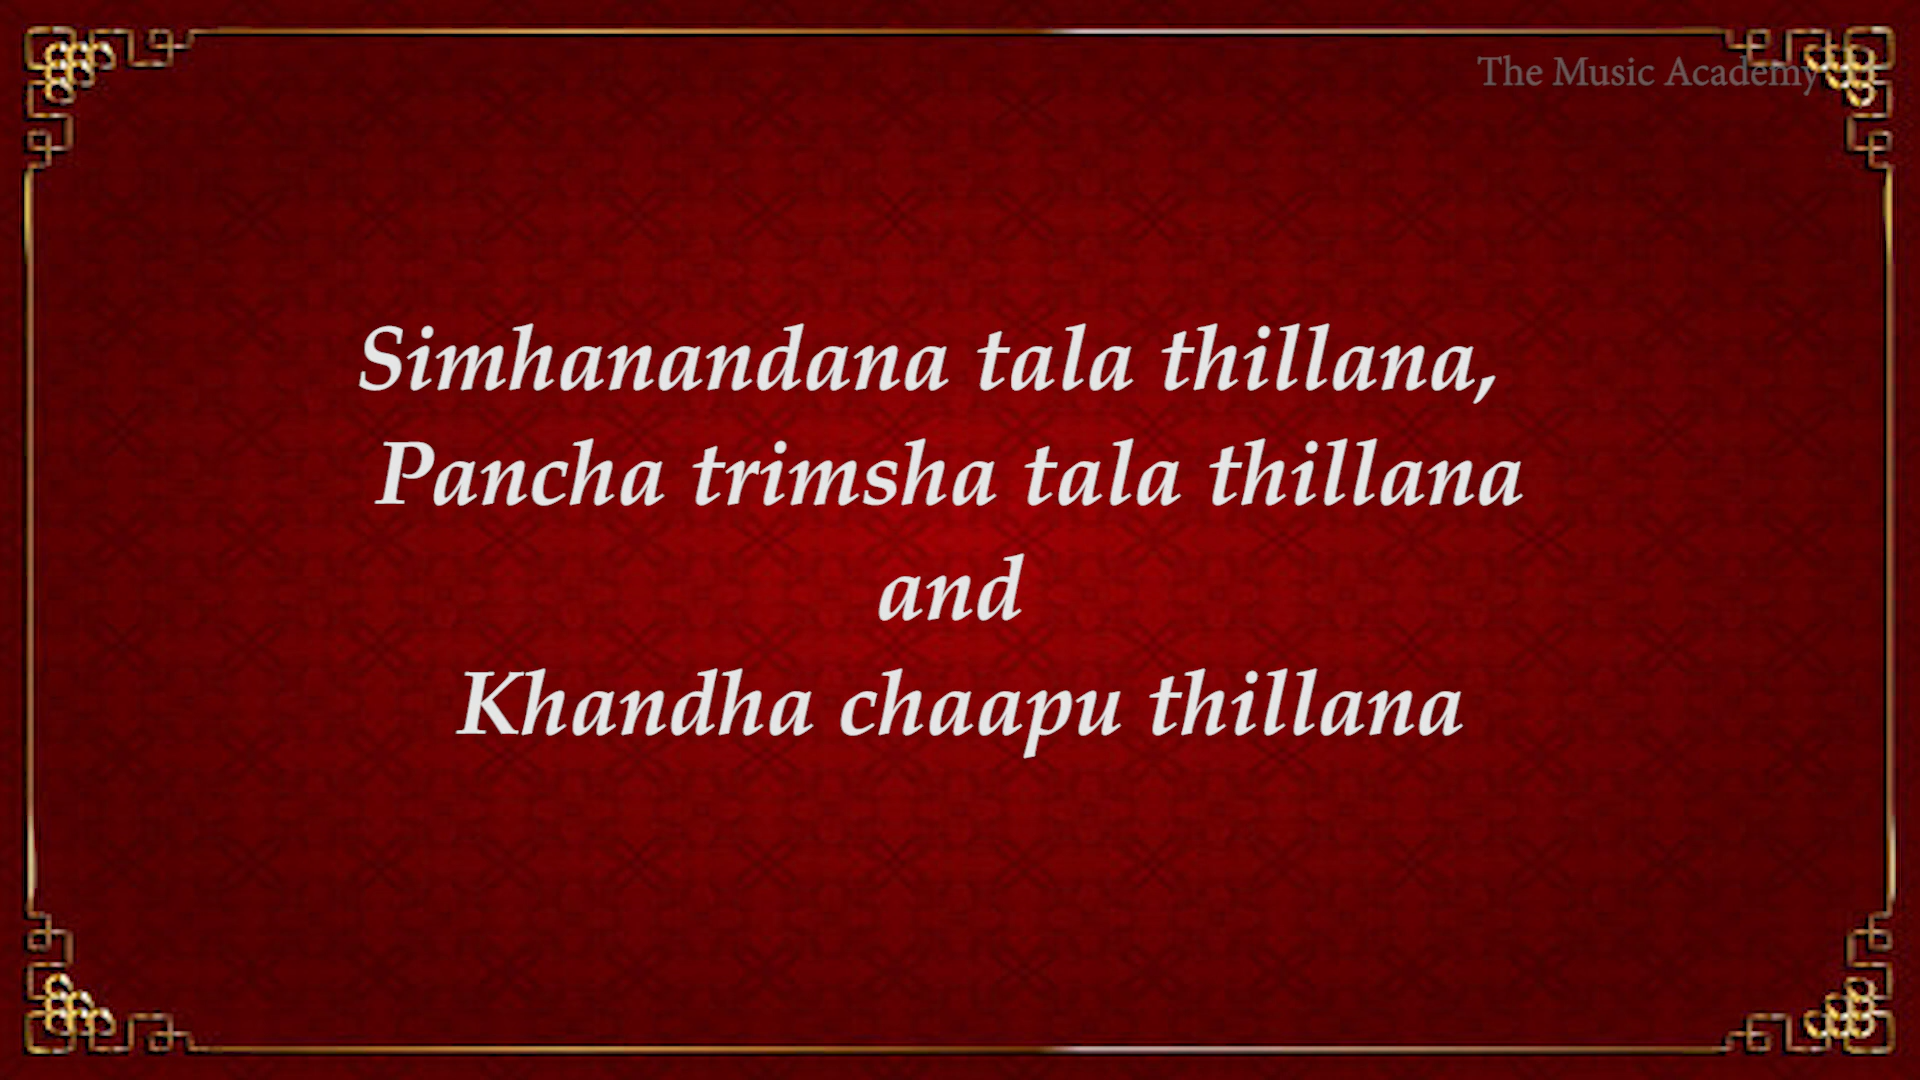 The Music Academy
Simhanandana tala thillana,
Pancha trimsha tala thillana
and
Khandha chaapu thillana